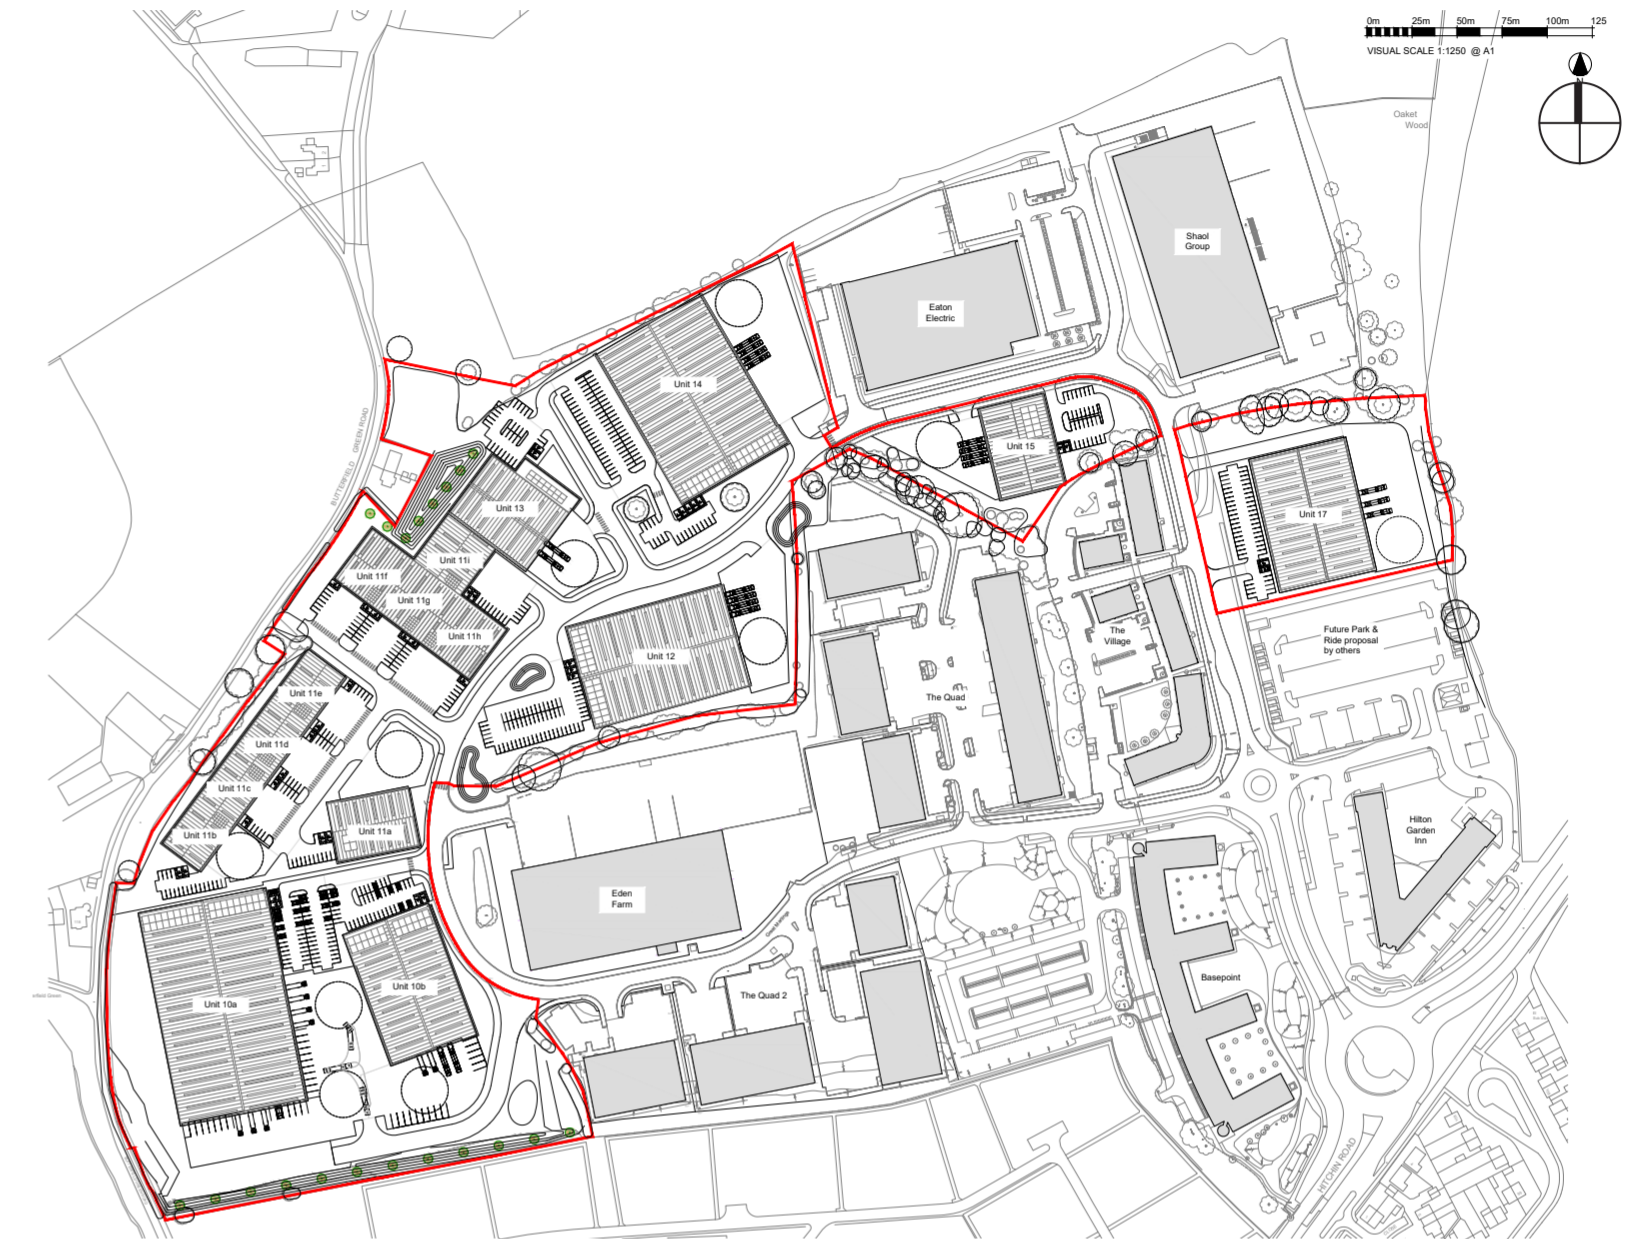 0m 25m 50m 75m 100m 125
VISUAL SCALE 1:1250 @ A1
N
Oaket
Wood
Shaol
Group
Eaton
Electric
Unit 14
Unit 15
BUTTERFIELD GREEN ROAD
Unit 13
Unit 17
Unit 11i
Unit 11f
Unit 11g
Unit 11h
Unit 12
The
Village
Future Park &
Ride proposal
by others
Unit 11e
The Quad
Unit 11d
Unit 11c
Unit 11b
Unit 11a
Hilton
Garden
Inn
Eden
Farm
Unit 10a
Unit 10b
The Quad 2
Basepoint
HITCHIN ROAD